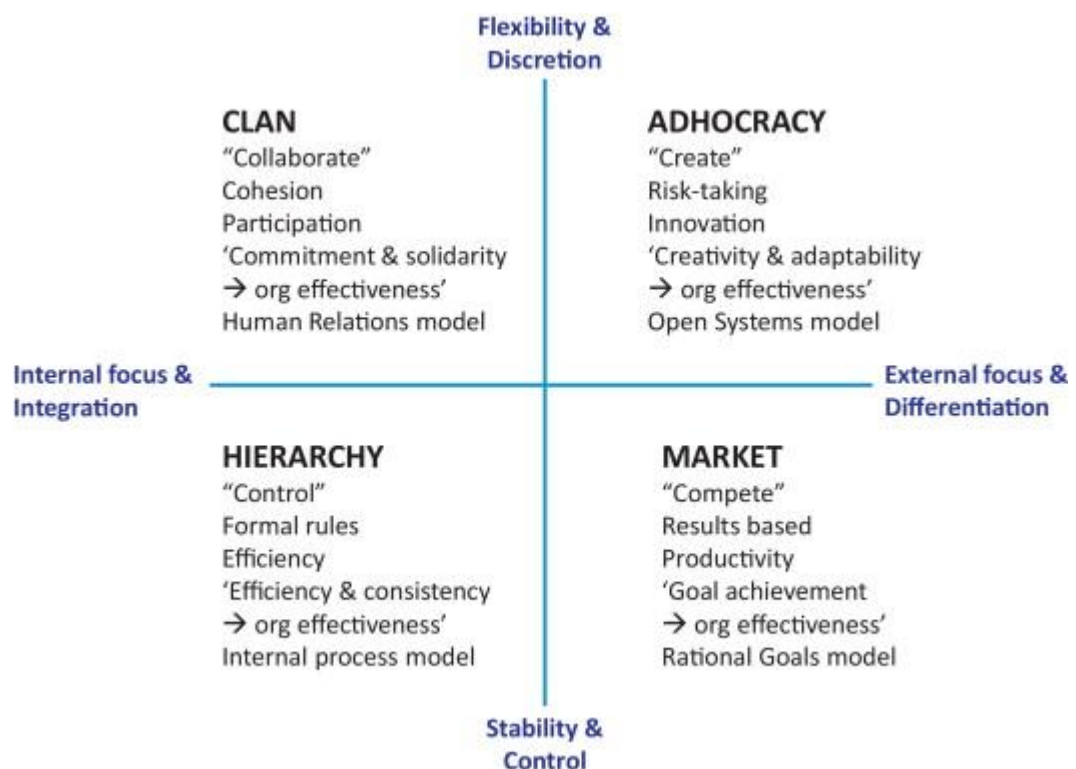 Flexibility &
Discretion
CLAN
“Collaborate”
Cohesion
Participation
‘Commitment & solidarity
→ org effectiveness’
Human Relations model
ADHOCRACY
“Create”
Risk-taking
Innovation
‘Creativity & adaptability
→ org effectiveness’
Open Systems model
Internal focus &
Integration
External focus &
Differentiation
HIERARCHY
“Control”
Formal rules
Efficiency
‘Efficiency & consistency
→ org effectiveness’
Internal process model
MARKET
“Compete”
Results based
Productivity
‘Goal achievement
→ org effectiveness’
Rational Goals model
Stability &
Control